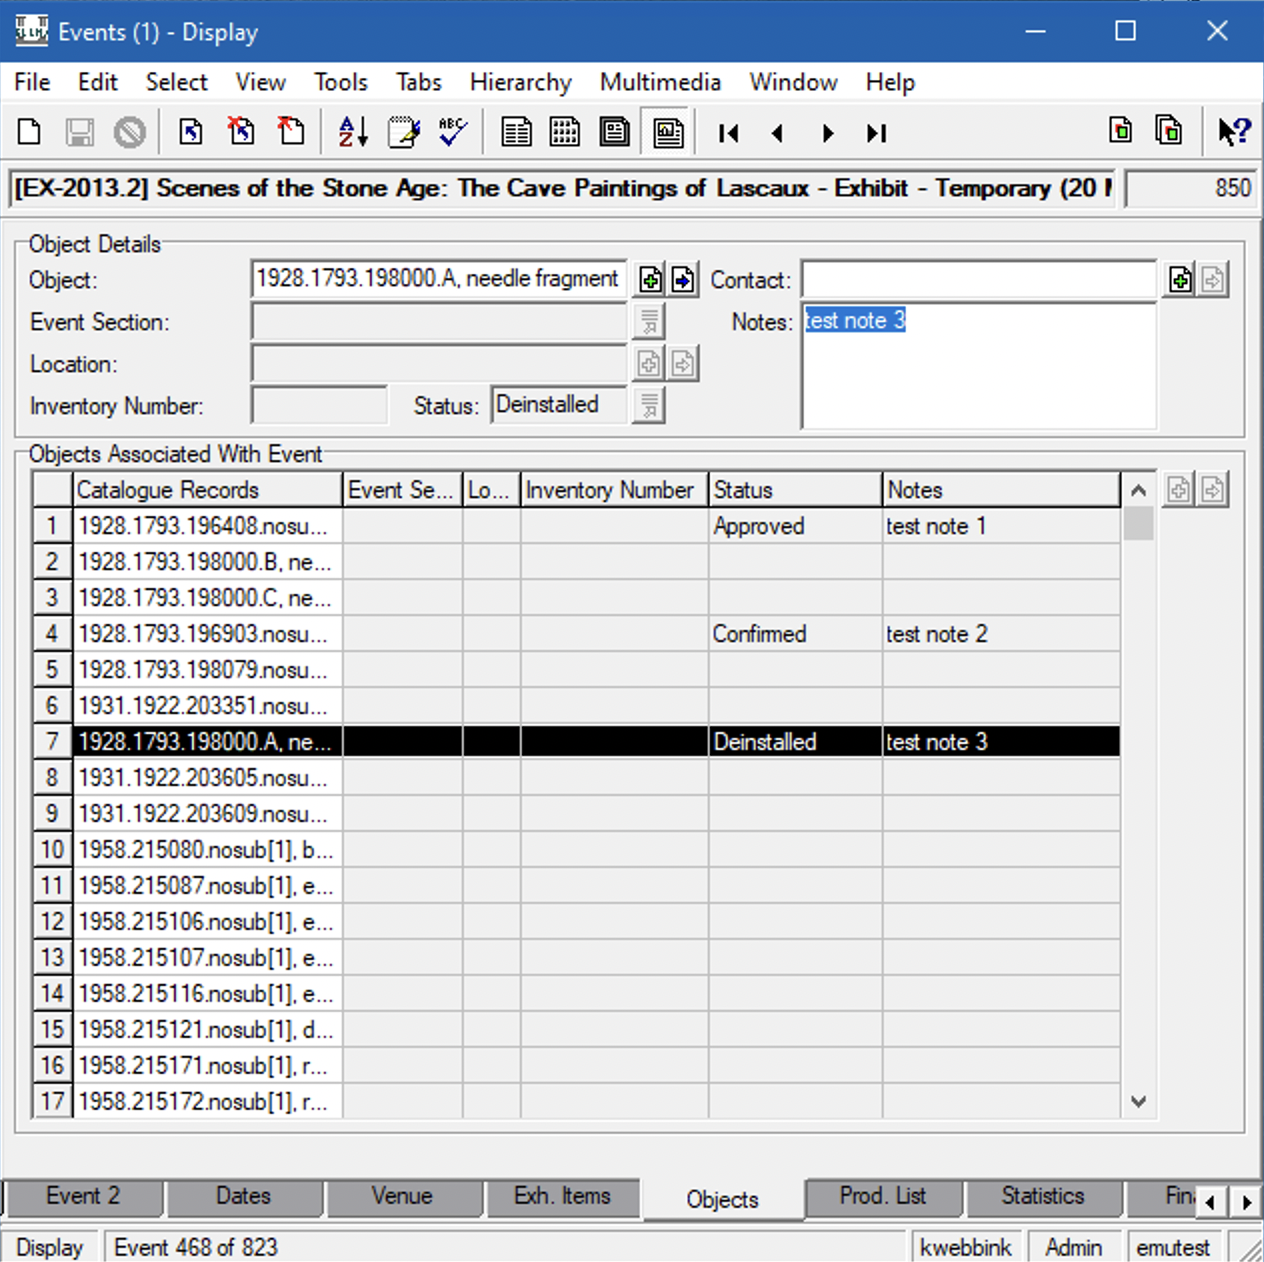 Events (1) - Display
File Edit Select View Tools Tabs Hierarchy Multimedia Window Help
[EX-2013.2] Scenes of the Stone Age: The Cave Paintings of Lascaux - Exhibit - Temporary (20 850
Object Details
Object: 1928.1793.198000.A, needle fragment Contact:
Event Section: Notes: test note 3
Location:
Inventory Number: Status: Deinstalled
Objects Associated With Event
Catalogue Records Event Se... Lo... Inventory Number Status Notes
1 1928.1793.196408.nosu... Approved test note 1
2 1928.1793.198000.B, ne...
3 1928.1793.198000.C, ne...
4 1928.1793.196903.nosu... Confirmed test note 2
5 1928.1793.198079.nosu...
6 1931.1922.203351.nosu...
7 1928.1793.198000.A, ne... Deinstalled test note 3
8 1931.1922.203605.nosu...
9 1931.1922.203609.nosu...
10 1958.215080.nosub[1], b...
11 1958.215087.nosub[1], e...
12 1958.215106.nosub[1], e...
13 1958.215107.nosub[1], e...
14 1958.215116.nosub[1], e...
15 1958.215121.nosub[1], d...
16 1958.215171.nosub[1], r...
17 1958.215172.nosub[1], r...
Event 2 Dates Venue Exh. Items Objects Prod. List Statistics
Display Event 468 of 823 kwebbink Admin emutest